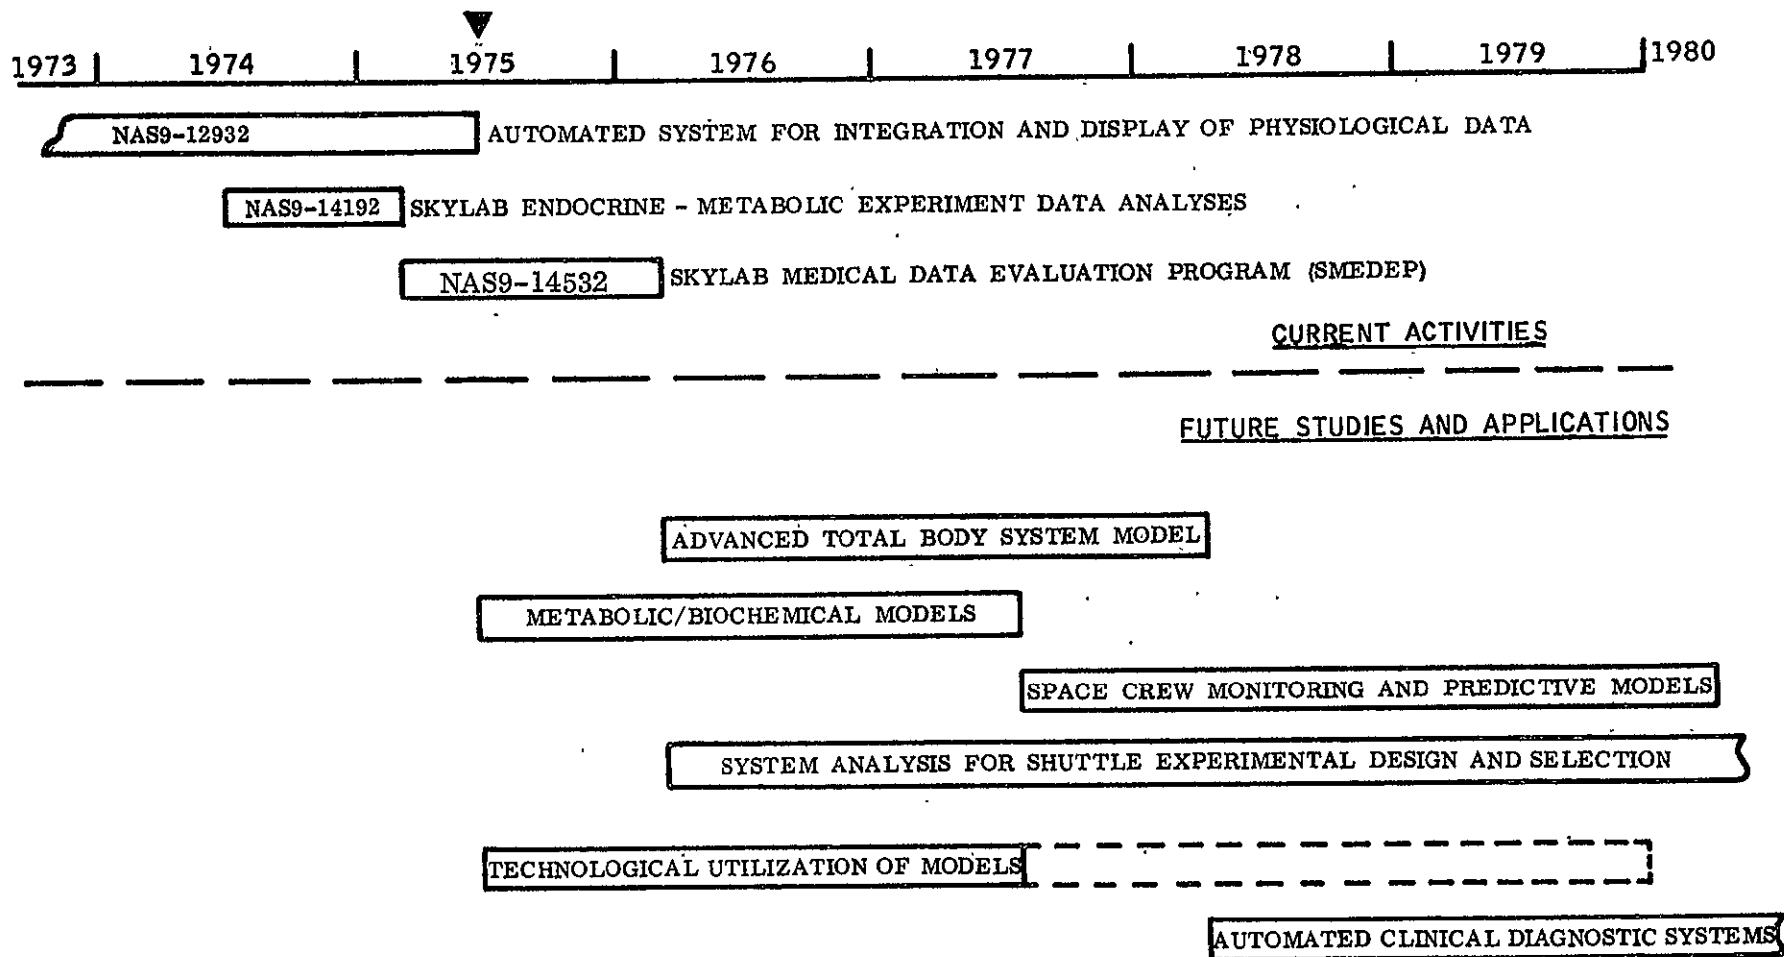 1973 1974 1975 1976 1977 1978 1979 1980
NAS9-12932 AUTOMATED SYSTEM FOR INTEGRATION AND DISPLAY OF PHYSIOLOGICAL DATA
NAS9-14192 SKYLAB ENDOCRINE - METABOLIC EXPERIMENT DATA ANALYSES
NAS9-14532 SKYLAB MEDICAL DATA EVALUATION PROGRAM (SMEDEP)
CURRENT ACTIVITIES
FUTURE STUDIES AND APPLICATIONS
ADVANCED TOTAL BODY SYSTEM MODEL
METABOLIC/BIOCHEMICAL MODELS
SPACE CREW MONITORING AND PREDICTIVE MODELS
SYSTEM ANALYSIS FOR SHUTTLE EXPERIMENTAL DESIGN AND SELECTION
TECHNOLOGICAL UTILIZATION OF MODELS
AUTOMATED CLINICAL DIAGNOSTIC SYSTEMS